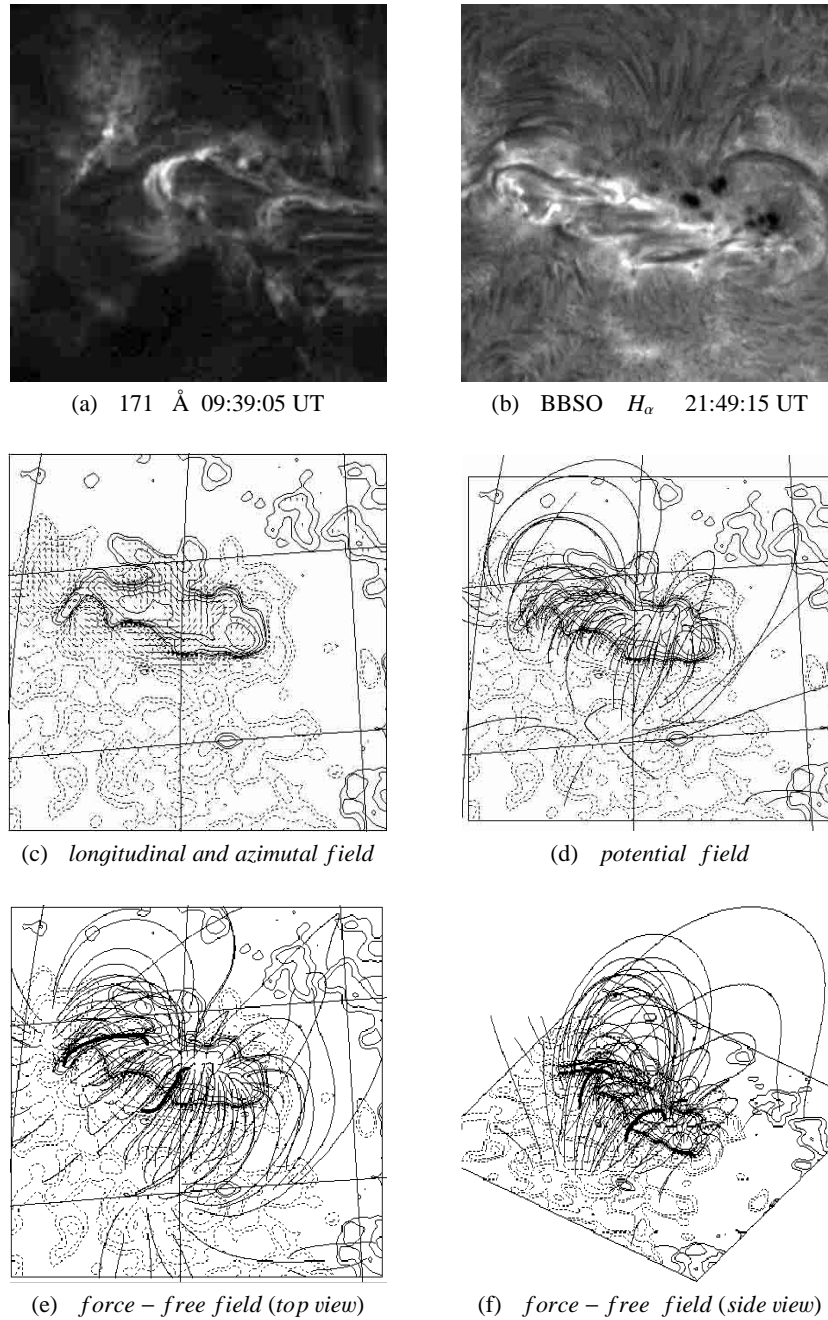 (a) 171 Å 09:39:05 UT
(b) BBSO Hα 21:49:15 UT
(c) longitudinal and azimutal field
(d) potential field
(e) force – free field (top view)
(f) force – free field (side view)